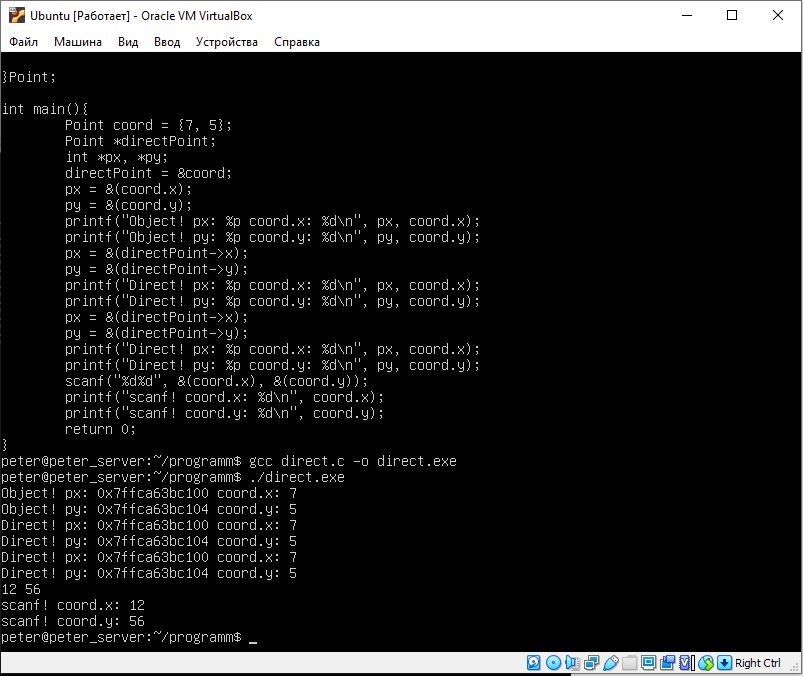 Ubuntu [Работает] - Oracle VM VirtualBox
Файл Машина Вид Ввод Устройства Справка
}Point;
int main(){
        Point coord = {7, 5};
        Point *directPoint;
        int *px, *py;
        directPoint = &coord;
        px = &(coord.x);
        py = &(coord.y);
        printf("Object! px: %p coord.x: %d\n", px, coord.x);
        printf("Object! py: %p coord.y: %d\n", py, coord.y);
        px = &(directPoint->x);
        py = &(directPoint->y);
        printf("Direct! px: %p coord.x: %d\n", px, coord.x);
        printf("Direct! py: %p coord.y: %d\n", py, coord.y);
        px = &(directPoint->x);
        py = &(directPoint->y);
        printf("Direct! px: %p coord.x: %d\n", px, coord.x);
        printf("Direct! py: %p coord.y: %d\n", py, coord.y);
        scanf("%d%d", &(coord.x), &(coord.y));
        printf("scanf! coord.x: %d\n", coord.x);
        printf("scanf! coord.y: %d\n", coord.y);
        return 0;
}
peter@peter_server:~/programm$ gcc direct.c -o direct.exe
peter@peter_server:~/programm$ ./direct.exe
Object! px: 0x7ffca63bc100 coord.x: 7
Object! py: 0x7ffca63bc104 coord.y: 5
Direct! px: 0x7ffca63bc100 coord.x: 7
Direct! py: 0x7ffca63bc104 coord.y: 5
Direct! px: 0x7ffca63bc100 coord.x: 7
Direct! py: 0x7ffca63bc104 coord.y: 5
12 56
scanf! coord.x: 12
scanf! coord.y: 56
peter@peter_server:~/programm$ _
Right Ctrl